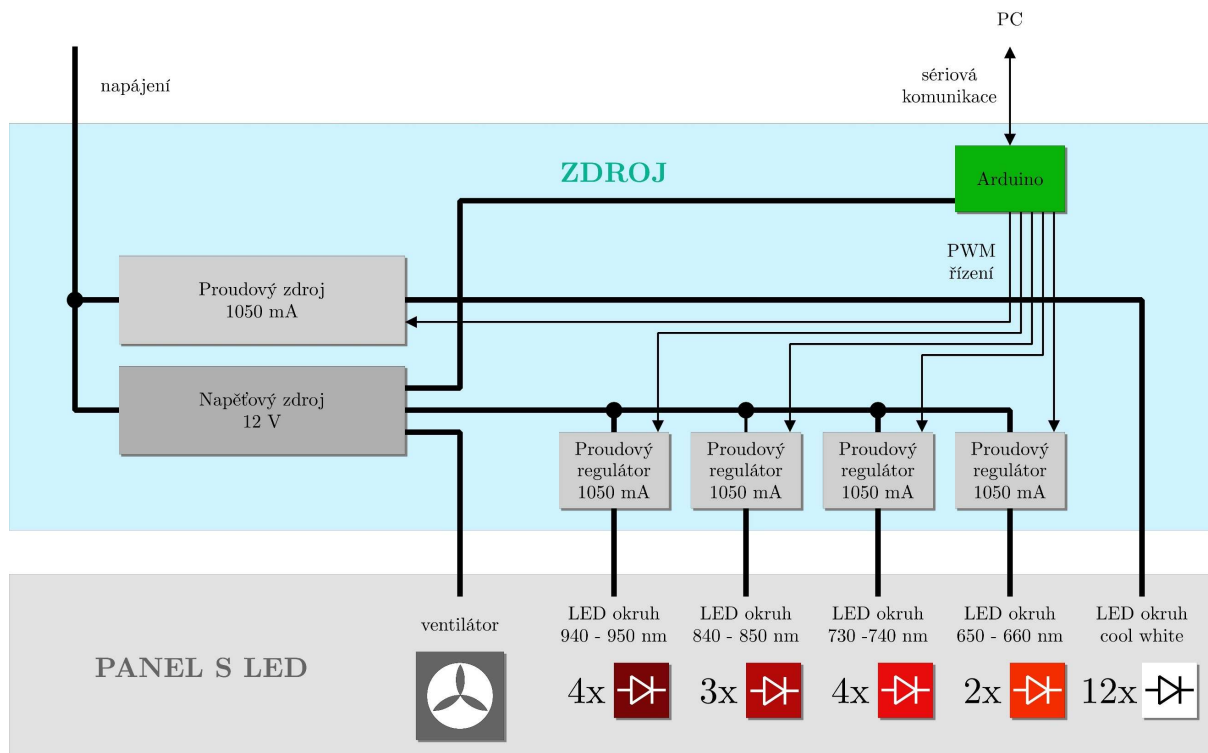 PC
napájení
sériová
komunikace
ZDROJ
Arduino
PWM
řízení
Proudový zdroj
1050 mA
Napěťový zdroj
12 V
Proudový
regulátor
1050 mA
Proudový
regulátor
1050 mA
Proudový
regulátor
1050 mA
Proudový
regulátor
1050 mA
PANEL S LED
ventilátor
LED okruh
940 - 950 nm
4x
LED okruh
840 - 850 nm
3x
LED okruh
730 -740 nm
4x
LED okruh
650 - 660 nm
2x
LED okruh
cool white
12x